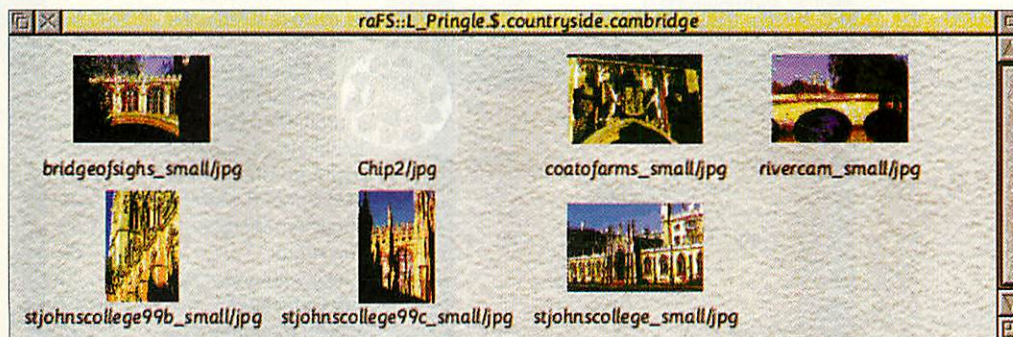 raFS::L_Pringle.$.countryside.cambridge
bridgeofsighs_small/jpg Chip2/jpg coatofarms_small/jpg rivercam_small/jpg
stjohnscollege99b_small/jpg stjohnscollege99c_small/jpg stjohnscollege_small/jpg